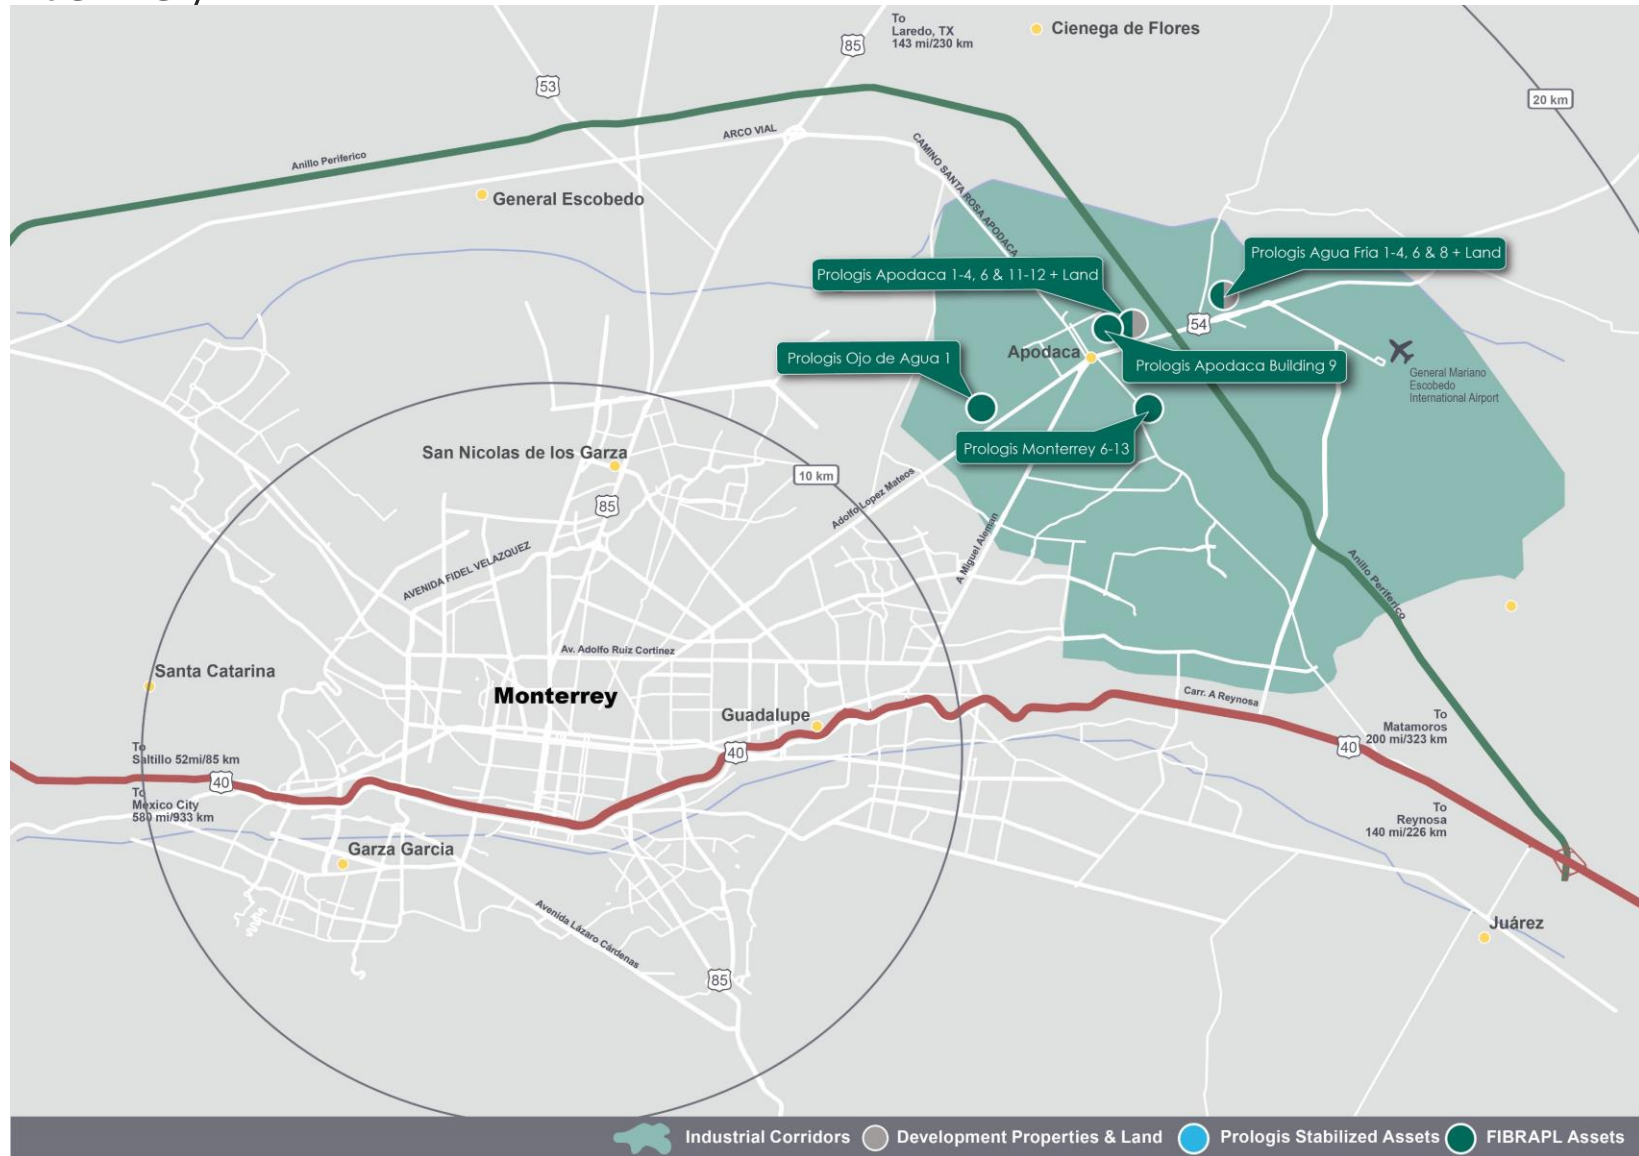 To
Laredo, TX
143 mi/230 km
85
Cienega de Flores
53
20 km
ARCO VIAL
Anillo Periferico
CAMINO SANTA ROSA APODACA
General Escobedo
Prologis Agua Fria 1-4, 6 & 8 + Land
Prologis Apodaca 1-4, 6 & 11-12 + Land
54
Apodaca
Prologis Ojo de Agua 1
Prologis Apodaca Building 9
General Mariano
Escobedo
International Airport
Prologis Monterrey 6-13
San Nicolas de los Garza
10 km
85
Adolfo Lopez Mateos
A Miguel Aleman
AVENIDA FIDEL VELAZQUEZ
Anillo Periferico
Av. Adolfo Ruiz Cortinez
Santa Catarina
Monterrey
Carr. A Reynosa
Guadalupe
To
Matamoros
200 mi/323 km
40
40
To
Saltillo 52mi/85 km
40
To
Mexico City
580 mi/933 km
To
Reynosa
140 mi/226 km
Garza Garcia
Avenida Lázaro Cárdenas
Juárez
85
Industrial Corridors
Development Properties & Land
Prologis Stabilized Assets
FIBRAPL Assets